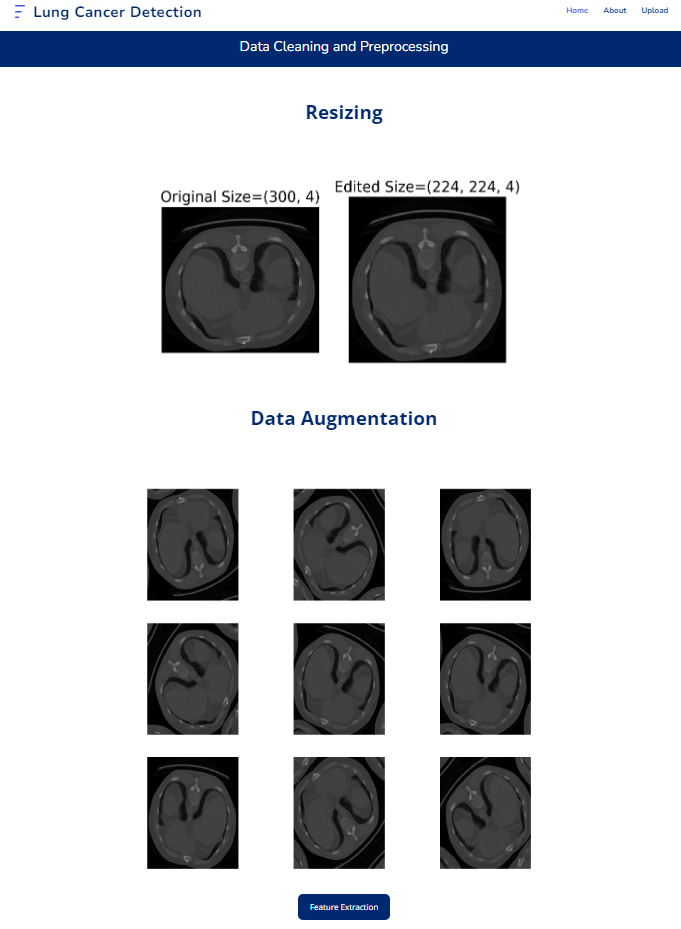 Lung Cancer Detection
Home About Upload
Data Cleaning and Preprocessing
Resizing
Original Size=(300, 4)
Edited Size=(224, 224, 4)
Data Augmentation
Feature Extraction